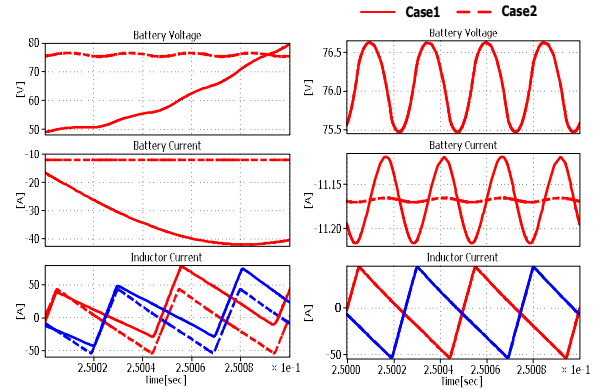 Case1 Case2
Battery Voltage
80
70
60
50
[V]
Battery Current
-10
-20
-30
-40
[A]
Inductor Current
50
0
-50
[A]
2.5002 2.5004 2.5006 2.5008 × 1e-1
Time[sec]
Battery Voltage
76.5
76.0
75.5
[V]
Battery Current
-11.15
-11.20
[A]
Inductor Current
0
-50
[A]
2.5000 2.5002 2.5004 2.5006 2.5008 × 1e-1
Time[sec]